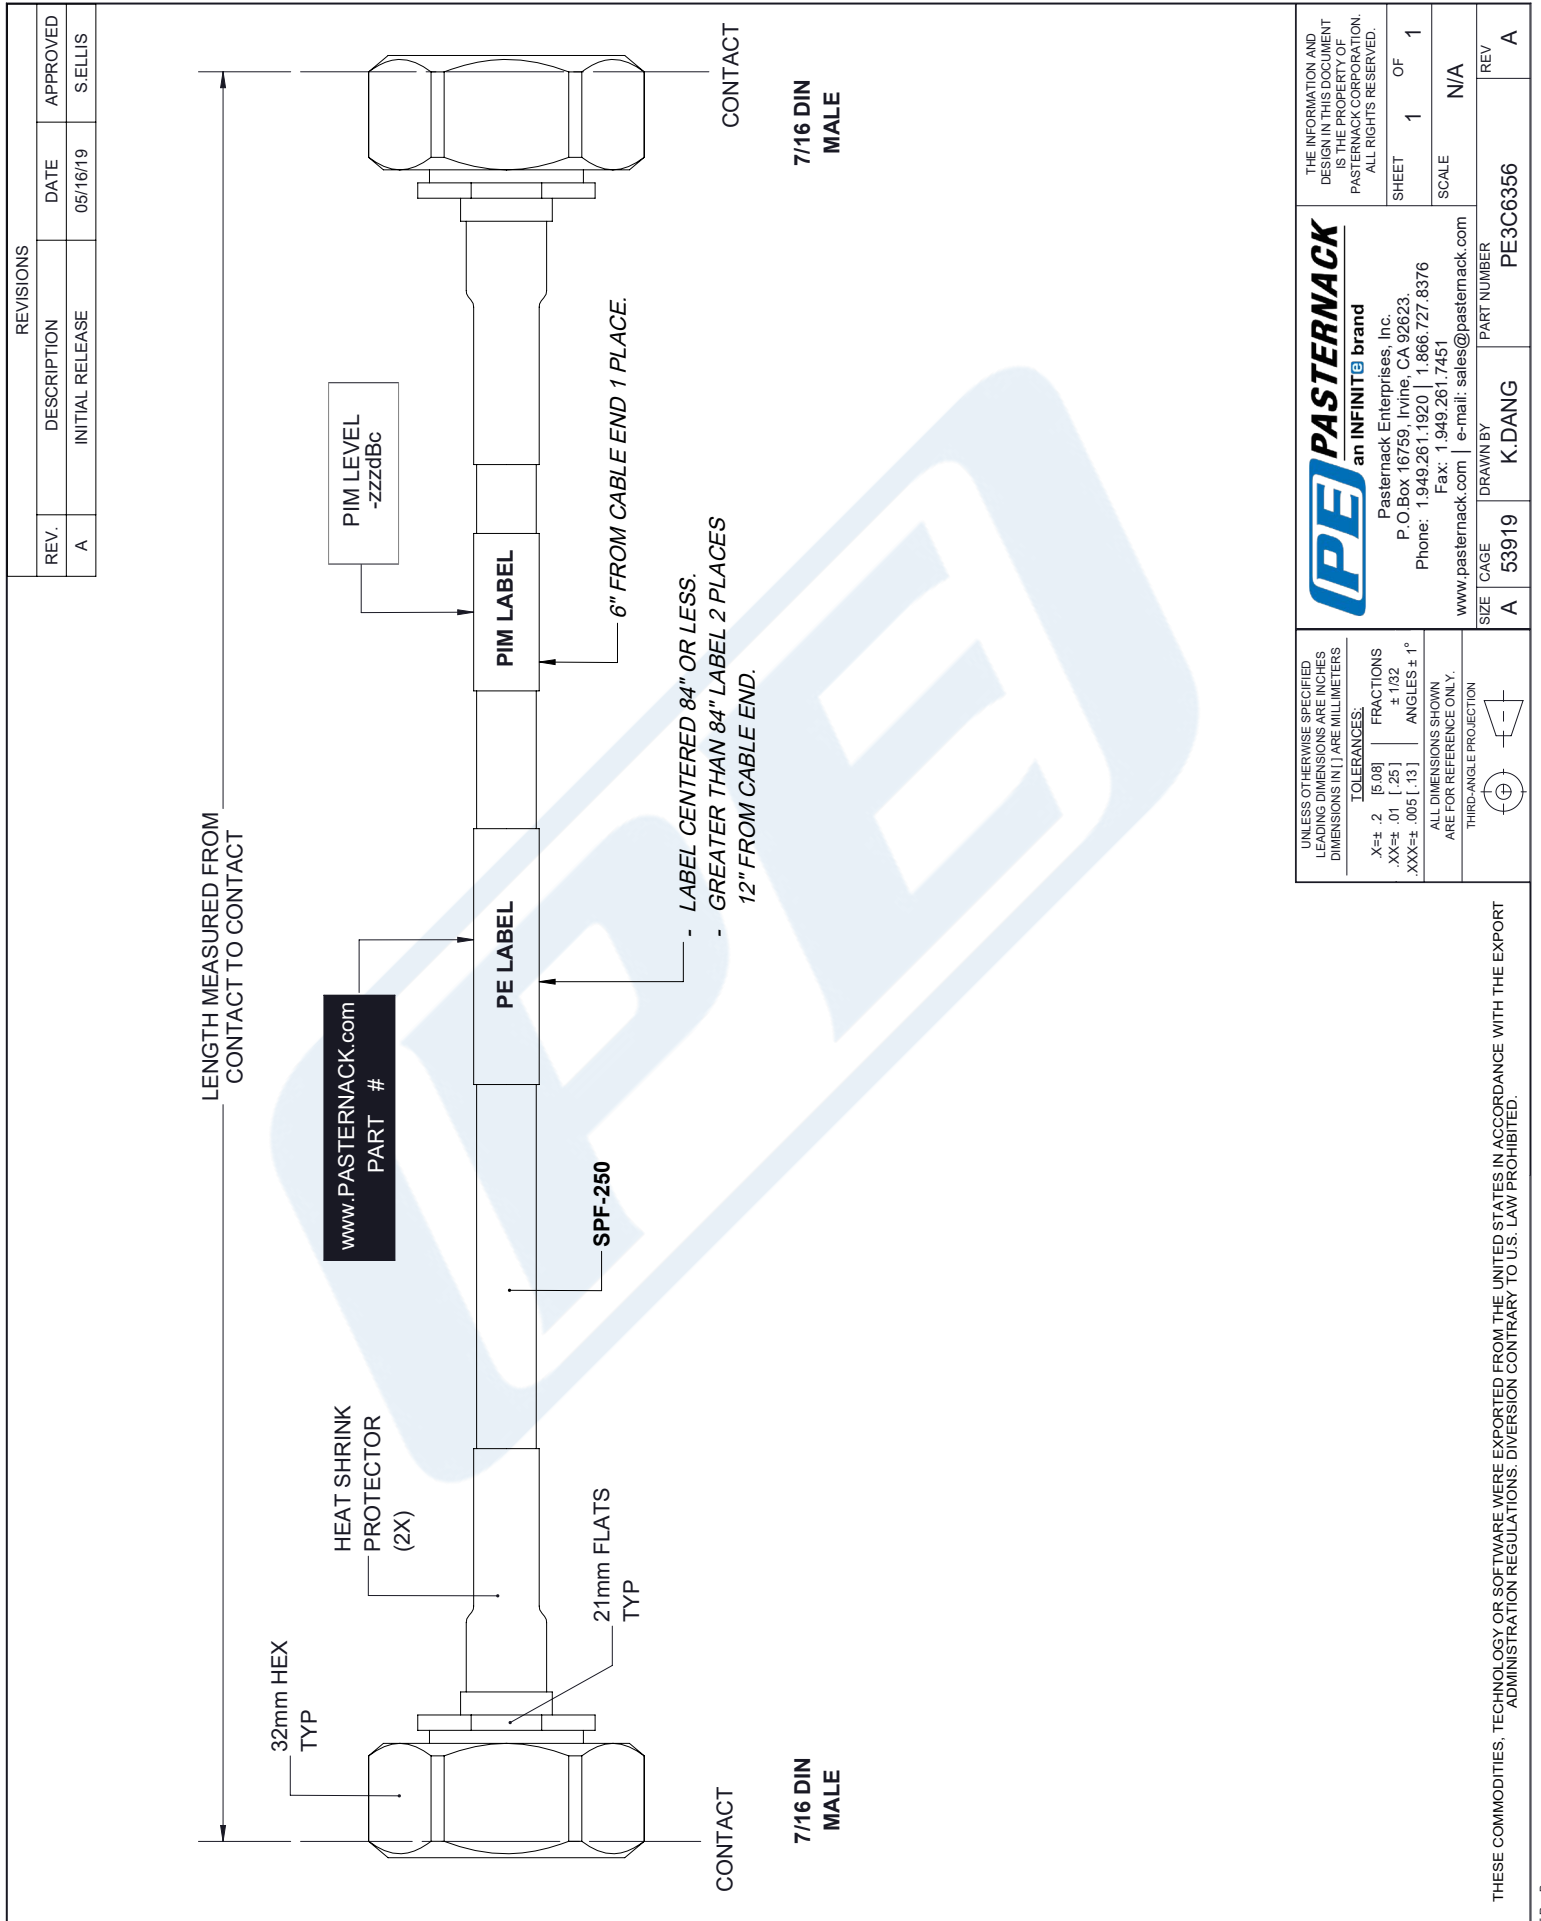 REVISIONS
REV.
DESCRIPTION
DATE
APPROVED
A
INITIAL RELEASE
05/16/19
S.ELLIS
LENGTH MEASURED FROM
CONTACT TO CONTACT
32mm HEX
TYP
HEAT SHRINK
PROTECTOR
(2X)
www.PASTERNACK.com
PART #
PIM LEVEL
-zzzdBc
PE LABEL
PIM LABEL
21mm FLATS
TYP
SPF-250
6" FROM CABLE END 1 PLACE.
- LABEL CENTERED 84" OR LESS.
- GREATER THAN 84" LABEL 2 PLACES
12" FROM CABLE END.
CONTACT
CONTACT
7/16 DIN
MALE
7/16 DIN
MALE
PE
UNLESS OTHERWISE SPECIFIED
LEADING DIMENSIONS ARE INCHES
DIMENSIONS IN [ ] ARE MILLIMETERS
TOLERANCES:
.X=± .2 [5.08]
.XX=± .01 [.25]
.XXX=± .005 [.13]
FRACTIONS
± 1/32
ANGLES ± 1°
ALL DIMENSIONS SHOWN
ARE FOR REFERENCE ONLY.
THIRD-ANGLE PROJECTION
PE PASTERNACK
an INFINITe brand
Pasternack Enterprises, Inc.
P.O.Box 16759, Irvine, CA 92623.
Phone: 1.949.261.1920 | 1.866.727.8376
Fax: 1.949.261.7451
www.pasternack.com | e-mail: sales@pasternack.com
THE INFORMATION AND
DESIGN IN THIS DOCUMENT
IS THE PROPERTY OF
PASTERNACK CORPORATION.
ALL RIGHTS RESERVED.
SHEET
1 OF 1
SCALE
N/A
SIZE
A
CAGE
53919
DRAWN BY
K.DANG
PART NUMBER
PE3C6356
REV
A
THESE COMMODITIES, TECHNOLOGY OR SOFTWARE WERE EXPORTED FROM THE UNITED STATES IN ACCORDANCE WITH THE EXPORT
ADMINISTRATION REGULATIONS. DIVERSION CONTRARY TO U.S. LAW PROHIBITED.